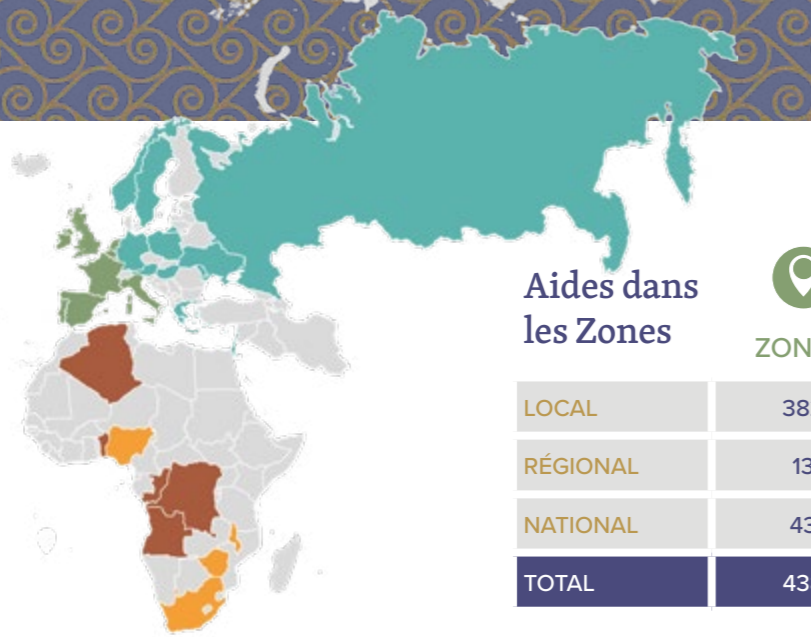 Aides dans
les Zones
ZON
LOCAL 38
RÉGIONAL 13
NATIONAL 43
TOTAL 43